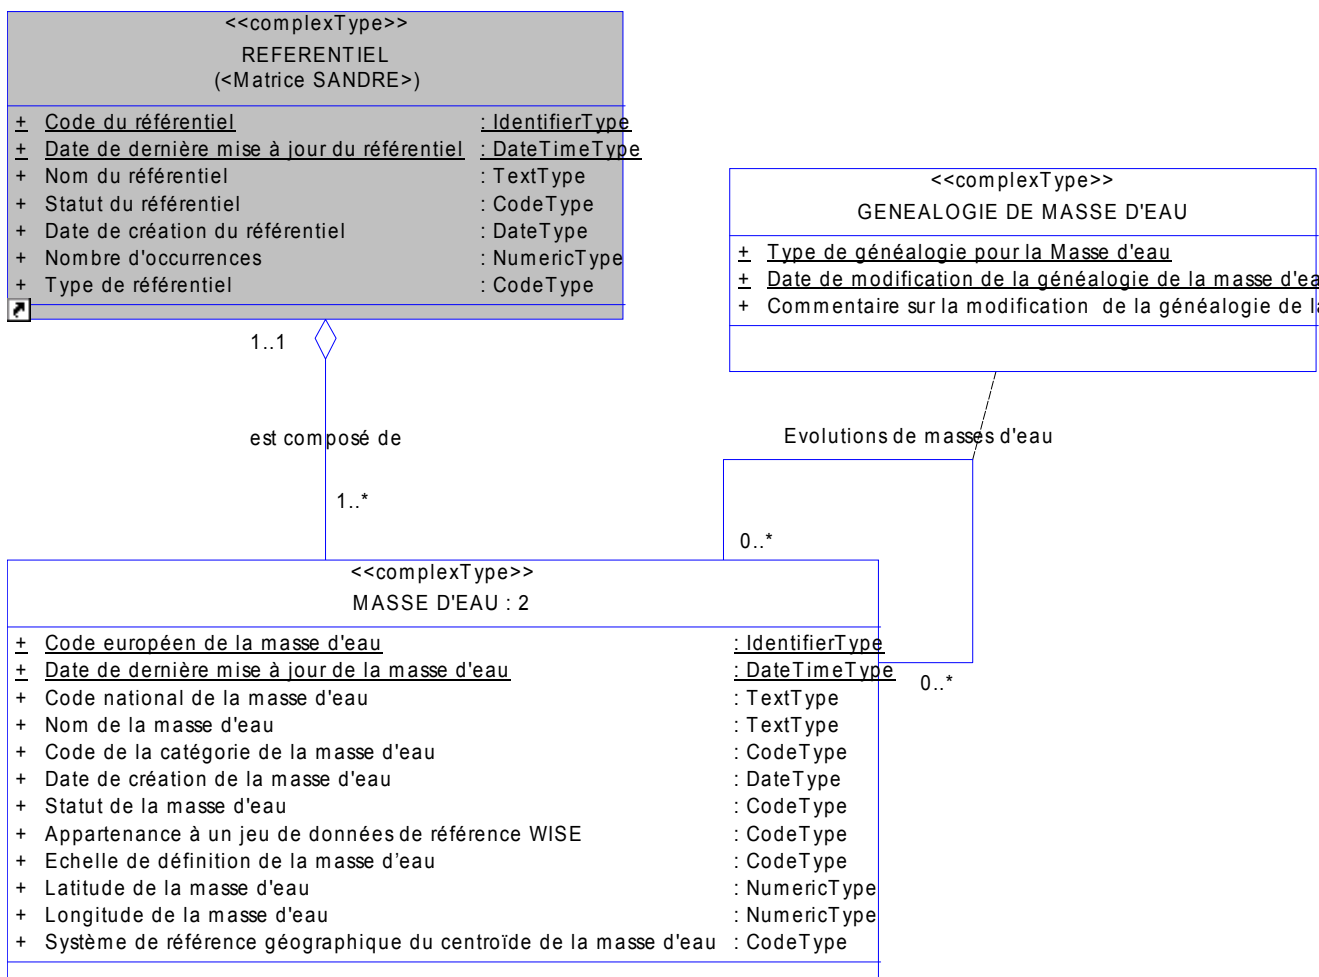 <<complexType>>
REFERENTIEL
(<Matrice SANDRE>)
+ Code du référentiel : IdentifierType
+ Date de dernière mise à jour du référentiel : DateTimeType
+ Nom du référentiel : TextType
+ Statut du référentiel : CodeType
+ Date de création du référentiel : DateType
+ Nombre d'occurrences : NumericType
+ Type de référentiel : CodeType
<<complexType>>
GENEALOGIE DE MASSE D'EAU
+ Type de généalogie pour la Masse d'eau
+ Date de modification de la généalogie de la masse d'ea
+ Commentaire sur la modification de la généalogie de la
1..1
est composé de
1..*
Evolutions de masses d'eau
0..*
0..*
<<complexType>>
MASSE D'EAU : 2
+ Code européen de la masse d'eau : IdentifierType
+ Date de dernière mise à jour de la masse d'eau : DateTimeType
+ Code national de la masse d'eau : TextType
+ Nom de la masse d'eau : TextType
+ Code de la catégorie de la masse d'eau : CodeType
+ Date de création de la masse d'eau : DateType
+ Statut de la masse d'eau : CodeType
+ Appartenance à un jeu de données de référence WISE : CodeType
+ Echelle de définition de la masse d’eau : CodeType
+ Latitude de la masse d'eau : NumericType
+ Longitude de la masse d'eau : NumericType
+ Système de référence géographique du centroïde de la masse d'eau : CodeType